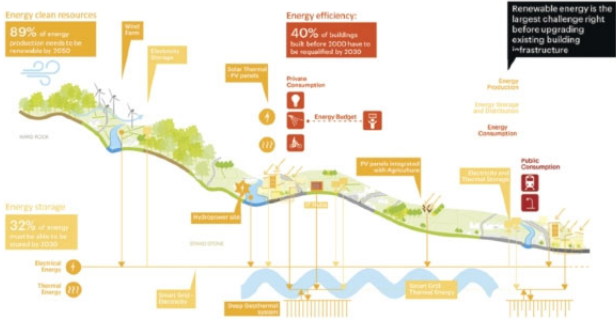 Energy clean resources
89% of energy
production needs to be
renewable by 2050
Wind
Farm
Electricity
Storage
Energy efficiency:
40% of buildings
built before 2000 have to
be requalified by 2030
Solar Thermal -
PV panels
Private
Consumption
Energy Budget
Renewable energy is the
largest challenge right
before upgrading
existing building
infrastructure
Energy
Production
Energy Storage
and Distribution
Energy
Consumption
Public
Consumption
HARD ROCK
PV panels integrated
with Agriculture
Electricity and
Thermal Storage
Hydropower site
Energy storage
32% of energy
must be able to be
stored by 2030
Electrical
Energy
Thermal
Energy
Smart Grid -
Electricity
Deep Geothermal
system
Smart Grid -
Thermal Energy